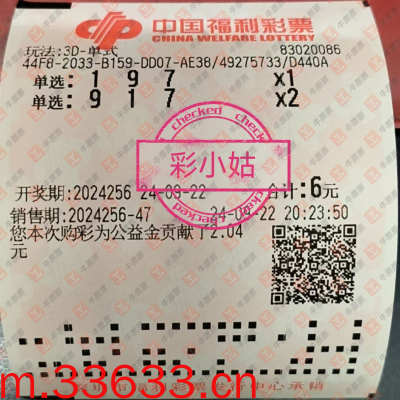 中国福利彩票
CHINA WELFARE LOTTERY
玩法:3D-单式 83020086
44F8-2033-B159-DD07-AE38/49275733/D440A
单选: 1 9 7 x1
单选: 9 1 7 x2
checked
彩小姑
checked
开奖期:2024256 24-09-22 合计:6元
销售期:2024256-47 24-09-22 20:23:50
您本次购彩为公益金贡献了2.04
元
m.33633.cn